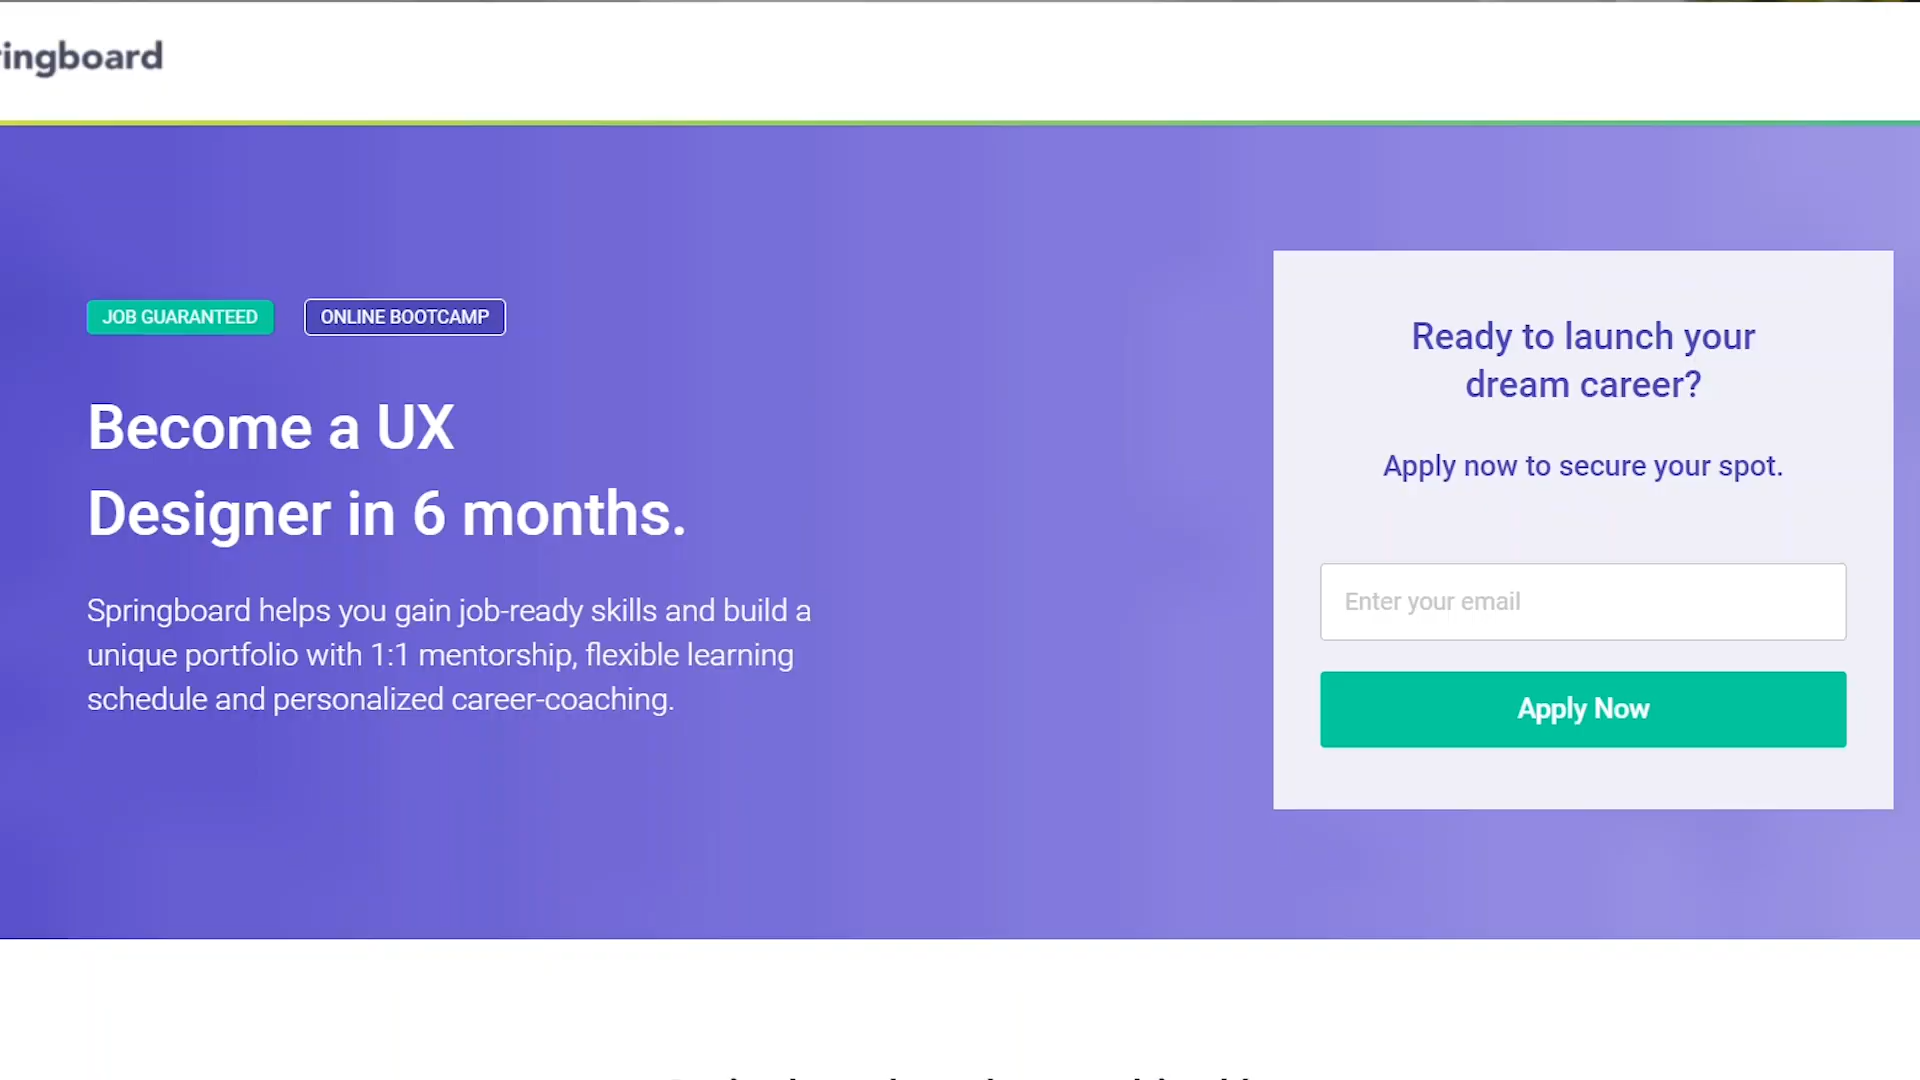 ringboard
JOB GUARANTEED
ONLINE BOOTCAMP
Become a UX
Designer in 6 months.
Springboard helps you gain job-ready skills and build a
unique portfolio with 1:1 mentorship, flexible learning
schedule and personalized career-coaching.
Ready to launch your
dream career?
Apply now to secure your spot.
Enter your email
Apply Now